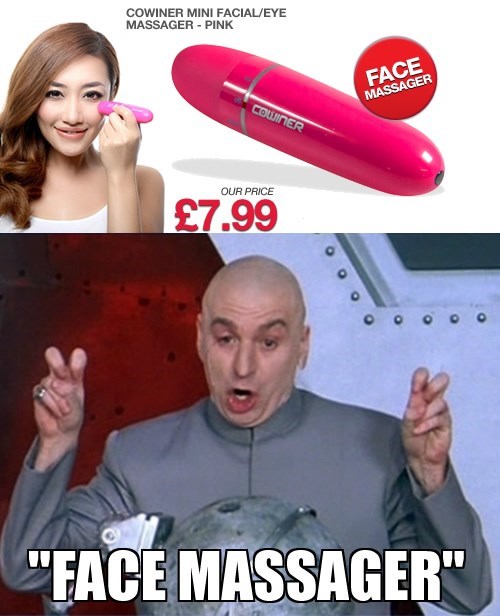 COWINER MINI FACIAL/EYE
MASSAGER - PINK
FACE
MASSAGER
COWINER
OUR PRICE
£7.99
"FACE MASSAGER"